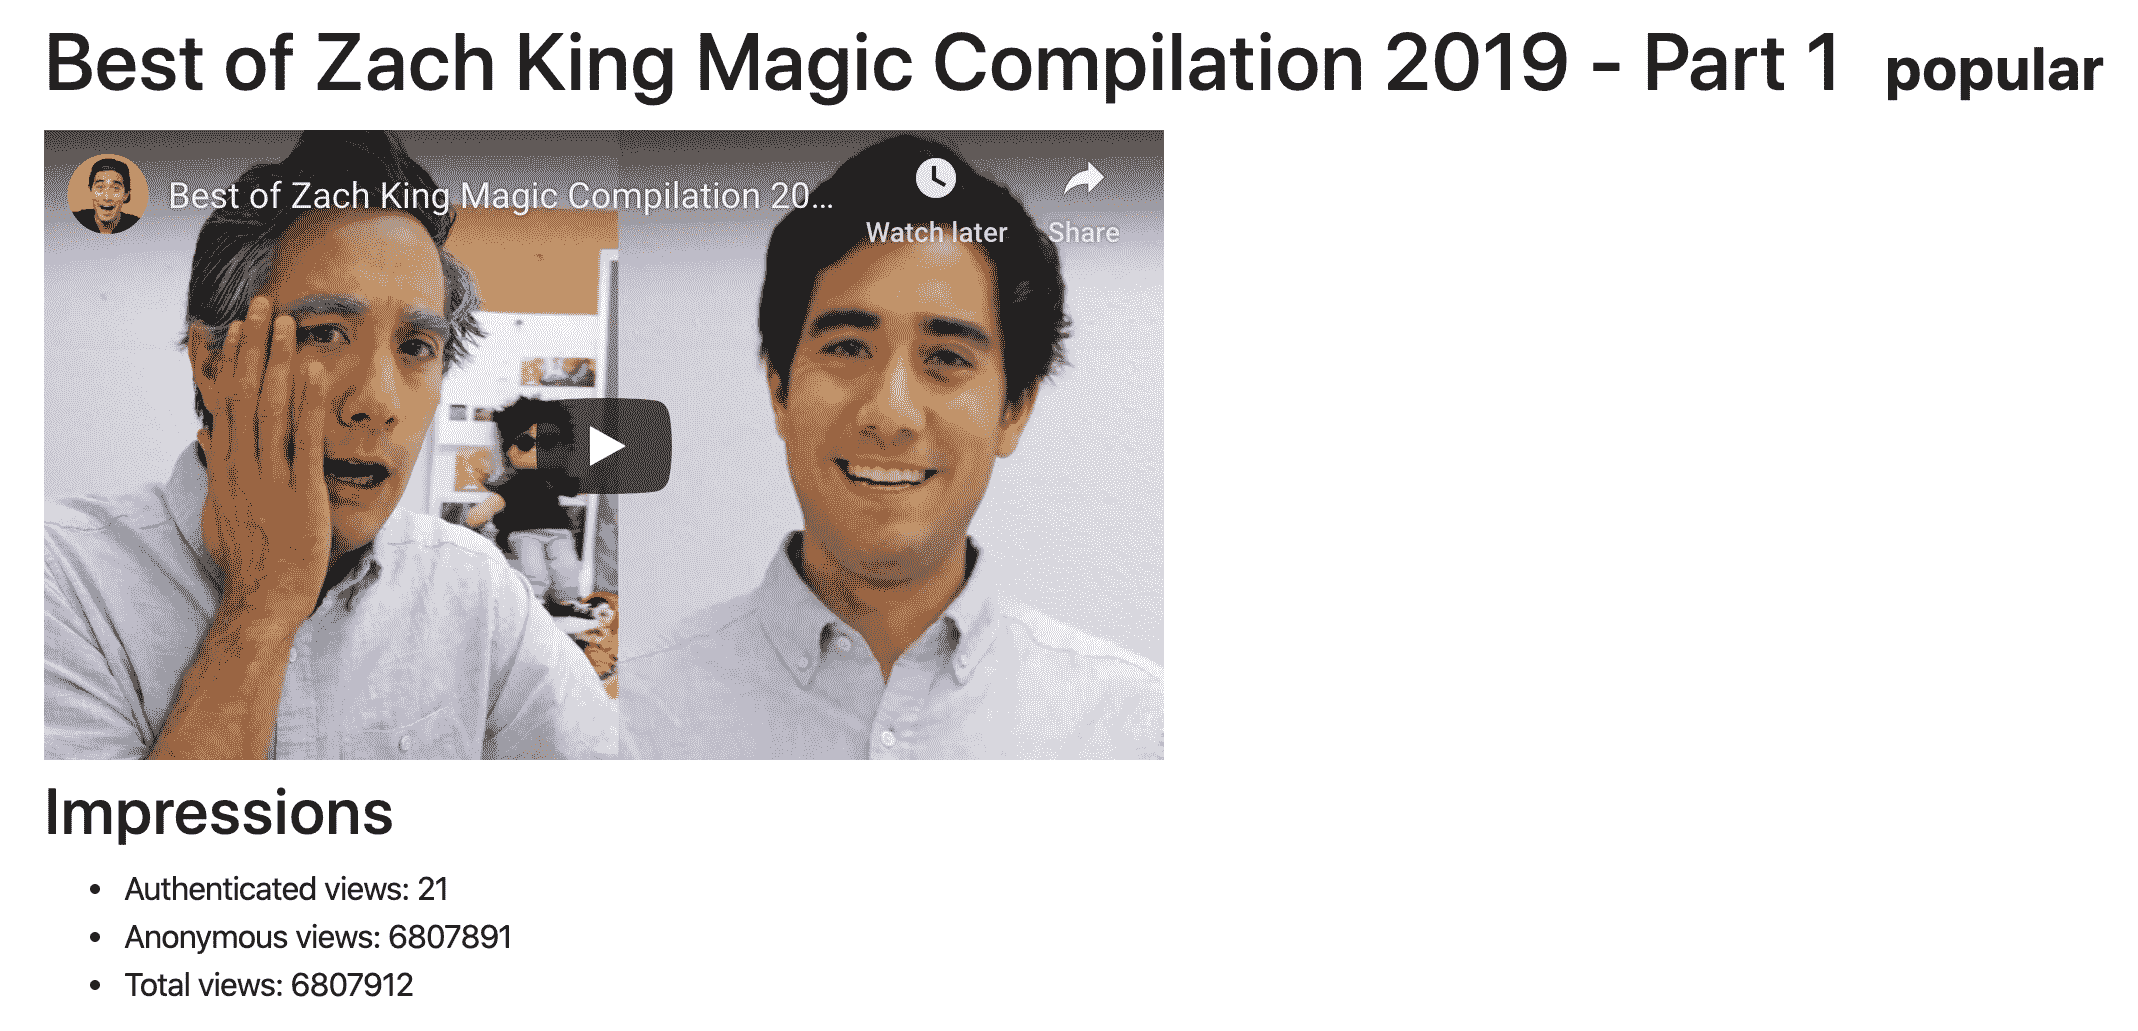 Best of Zach King Magic Compilation 2019 - Part 1 popular
Best of Zach King Magic Compilation 20...
Watch later Share
Impressions
• Authenticated views: 21
• Anonymous views: 6807891
• Total views: 6807912